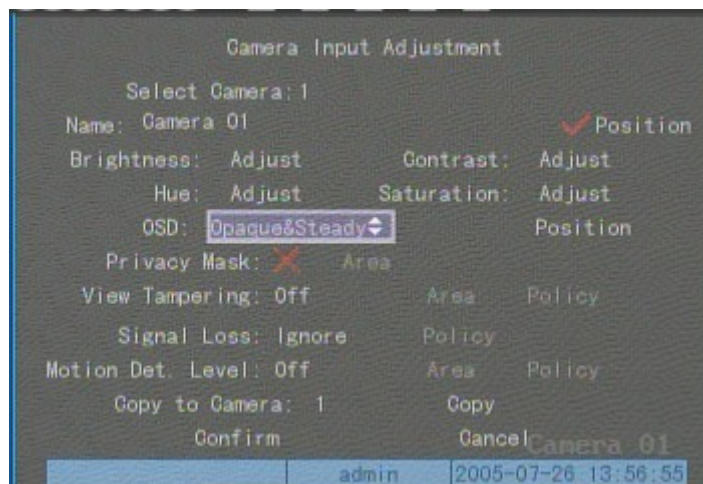 Camera Input Adjustment
Select Camera: 1
Name: Camera 01 Position
Brightness: Adjust Contrast: Adjust
Hue: Adjust Saturation: Adjust
OSD: Opaque&Steady Position
Privacy Mask: Area
View Tampering: Off Area Policy
Signal Loss: Ignore Policy
Motion Det. Level: Off Area Policy
Copy to Camera: 1 Copy
Confirm Cancel
Camera 01
admin 2005-07-26 13:56:55